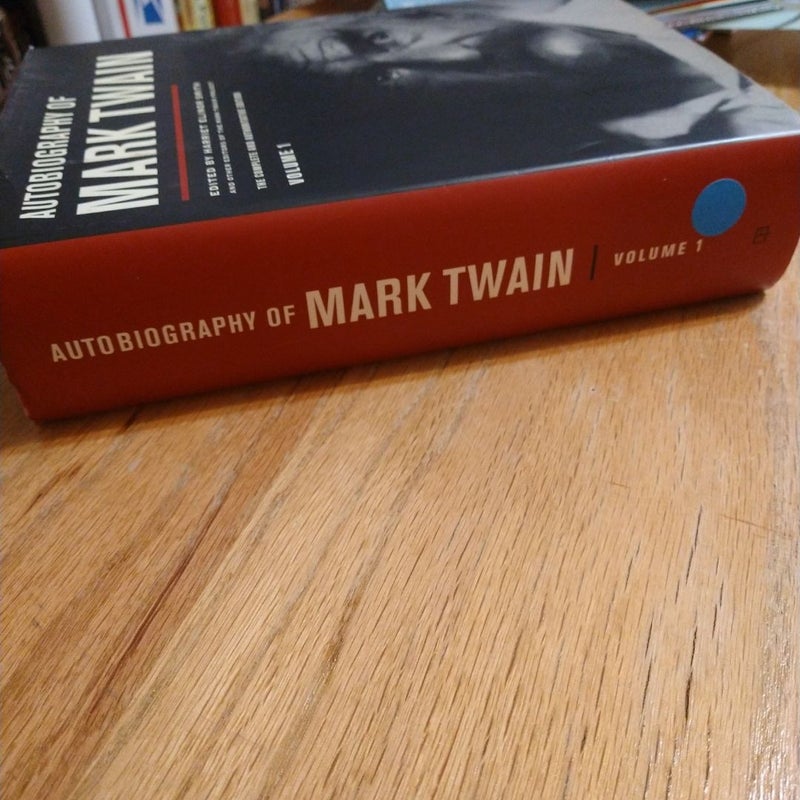 AUTOBIOGRAPHY OF
MARK TWAIN
EDITED BY HARRIET ELINOR SMITH
AND OTHER EDITORS OF THE MARK TWAIN PROJECT
THE COMPLETE AND AUTHORITATIVE EDITION
VOLUME 1
AUTOBIOGRAPHY OF MARK TWAIN | VOLUME 1